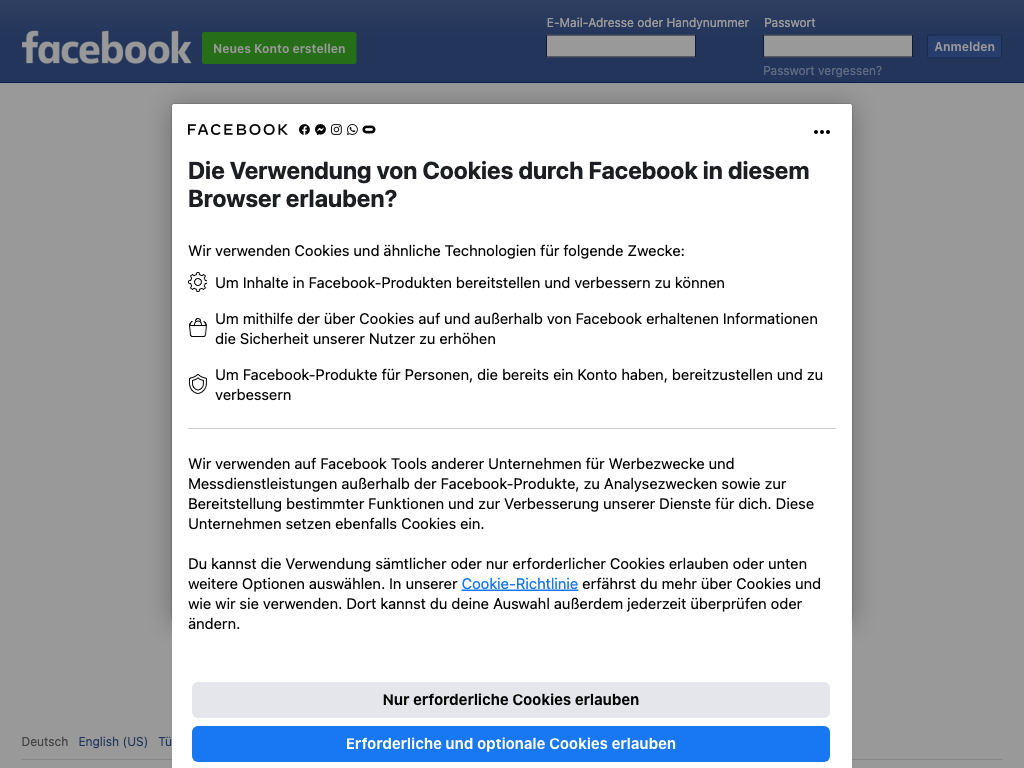 E-Mail-Adresse oder Handynummer
Passwort
facebook
Neues Konto erstellen
Anmelden
Passwort vergessen?
FACEBOOK
Die Verwendung von Cookies durch Facebook in diesem
Browser erlauben?
Wir verwenden Cookies und ähnliche Technologien für folgende Zwecke:
Um Inhalte in Facebook-Produkten bereitstellen und verbessern zu können
Um mithilfe der über Cookies auf und außerhalb von Facebook erhaltenen Informationen
die Sicherheit unserer Nutzer zu erhöhen
Um Facebook-Produkte für Personen, die bereits ein Konto haben, bereitzustellen und zu
verbessern
Wir verwenden auf Facebook Tools anderer Unternehmen für Werbezwecke und
Messdienstleistungen außerhalb der Facebook-Produkte, zu Analysezwecken sowie zur
Bereitstellung bestimmter Funktionen und zur Verbesserung unserer Dienste für dich. Diese
Unternehmen setzen ebenfalls Cookies ein.
Du kannst die Verwendung sämtlicher oder nur erforderlicher Cookies erlauben oder unten
weitere Optionen auswählen. In unserer Cookie-Richtlinie erfährst du mehr über Cookies und
wie wir sie verwenden. Dort kannst du deine Auswahl außerdem jederzeit überprüfen oder
ändern.
Nur erforderliche Cookies erlauben
Erforderliche und optionale Cookies erlauben
Deutsch English (US) Tü